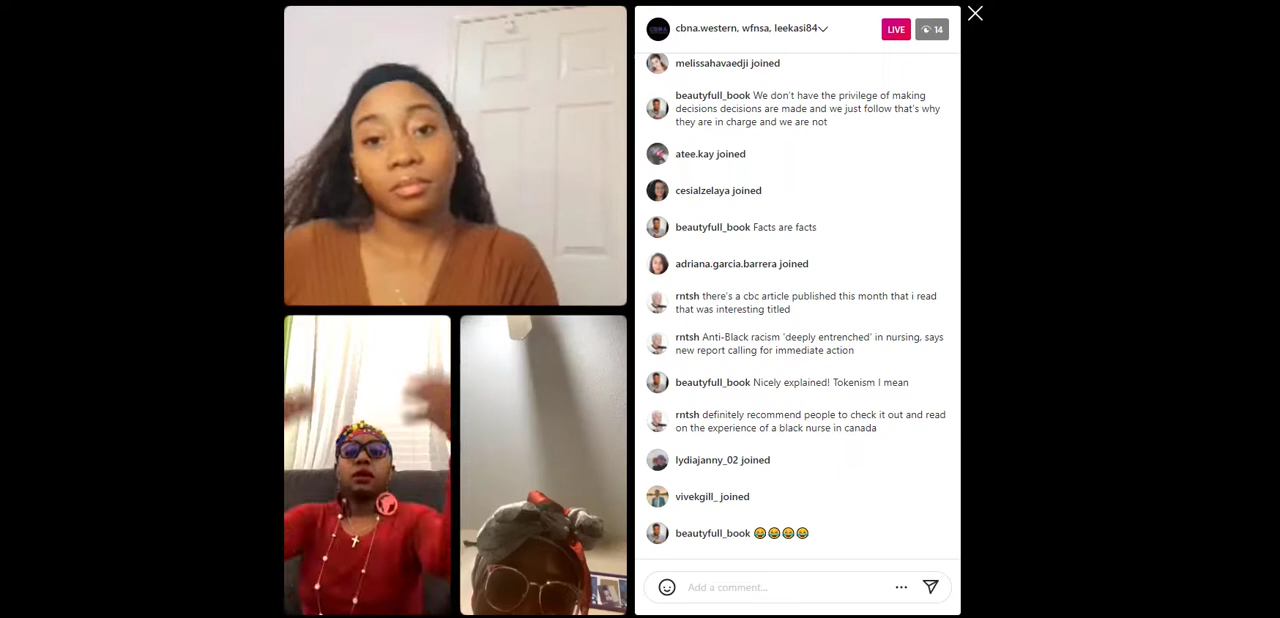 cbna.western, wfnsa, leekasi84
LIVE
14
melissahavaedji joined
beautyfull_book We don't have the privilege of making
decisions decisions are made and we just follow that's why
they are in charge and we are not
atee.kay joined
cesialzelaya joined
beautyfull_book Facts are facts
adriana.garcia.barrera joined
rntsh there's a cbc article published this month that i read
that was interesting titled
rntsh Anti-Black racism 'deeply entrenched' in nursing, says
new report calling for immediate action
beautyfull_book Nicely explained! Tokenism I mean
rntsh definitely recommend people to check it out and read
on the experience of a black nurse in canada
lydiajanny_02 joined
vivekgill_ joined
beautyfull_book 😂😂😂😂
Add a comment...